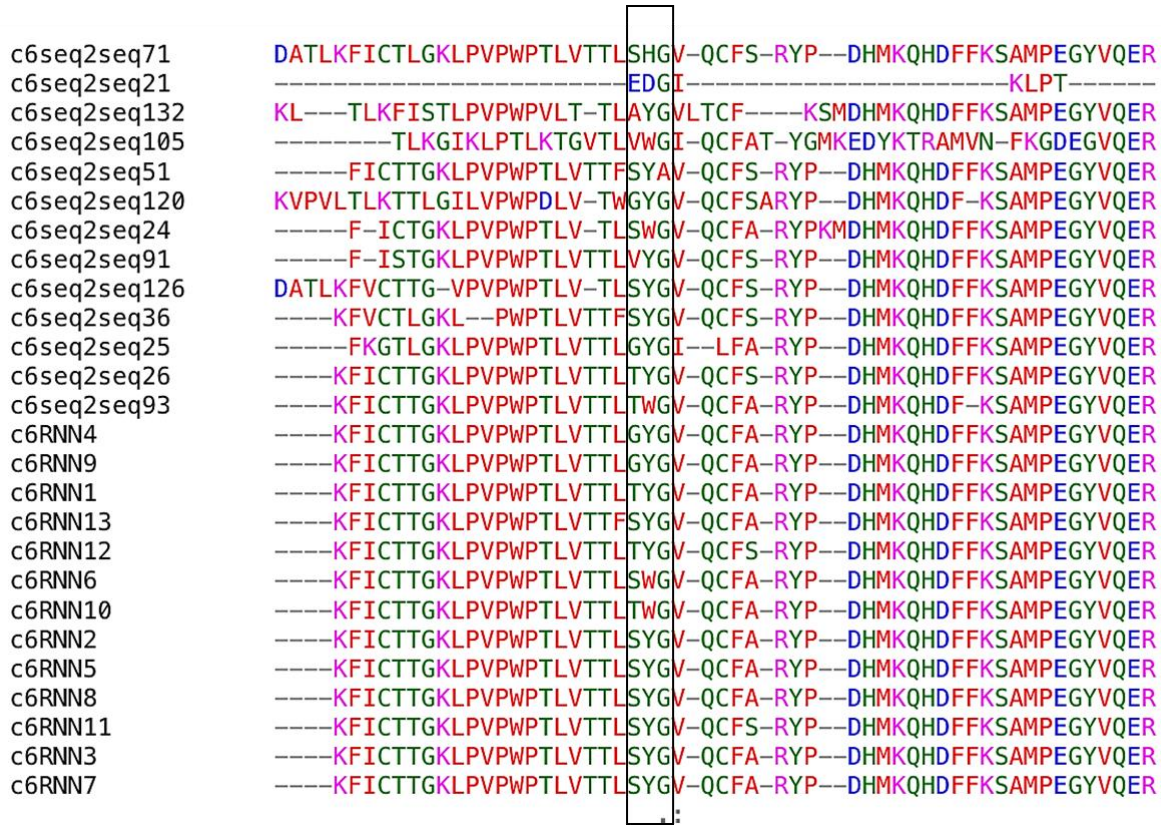 c6seq2seq71 DATLKFICTLGKLPVPWPTLVTTLSHGV-QCFS-RYP--DHMKQHDFFKSAMPEGYVQER
c6seq2seq21 ------------------------EDGI----------------------KLPT------
c6seq2seq132 KL---TLKFISTLPVPWPVLT-TLAYGVLTCF----KSMDHMKQHDFFKSAMPEGYVQER
c6seq2seq105 --------TLKGIKLPTLKTGVTLVWGI-QCFAT-YGMKEDYKTRAMVN-FKGDEGVQER
c6seq2seq51 -----FICTTGKLPVPWPTLVTTFSYAV-QCFS-RYP--DHMKQHDFFKSAMPEGYVQER
c6seq2seq120 KVPVLTLKTTLGILVPWPDLV-TWGYGV-QCFSARYP--DHMKQHDF-KSAMPEGYVQER
c6seq2seq24 -----F-ICTGKLPVPWPTLV-TLSWGV-QCFA-RYPKMDHMKQHDFFKSAMPEGYVQER
c6seq2seq91 -----F-ISTGKLPVPWPTLVTTLVYGV-QCFA-RYP--DHMKQHDFFKSAMPEGYVQER
c6seq2seq126 DATLKFVCTTG-VPVPWPTLV-TLSYGV-QCFS-RYP--DHMKQHDFFKSAMPEGYVQER
c6seq2seq36 ----KFVCTLGKL--PWPTLVTTFSYGV-QCFS-RYP--DHMKQHDFFKSAMPEGYVQER
c6seq2seq25 -----FKGTLGKLPVPWPTLVTTLGYGI--LFA-RYP--DHMKQHDFFKSAMPEGYVQER
c6seq2seq26 ----KFICTTGKLPVPWPTLVTTLTYGV-QCFS-RYP--DHMKQHDFFKSAMPEGYVQER
c6seq2seq93 ----KFICTTGKLPVPWPTLVTTLTWGV-QCFA-RYP--DHMKQHDF-KSAMPEGYVQER
c6RNN4 ----KFICTTGKLPVPWPTLVTTLGYGV-QCFA-RYP--DHMKQHDFFKSAMPEGYVQER
c6RNN9 ----KFICTTGKLPVPWPTLVTTLGYGV-QCFA-RYP--DHMKQHDFFKSAMPEGYVQER
c6RNN1 ----KFICTTGKLPVPWPTLVTTLTYGV-QCFA-RYP--DHMKQHDFFKSAMPEGYVQER
c6RNN13 ----KFICTTGKLPVPWPTLVTTFSYGV-QCFA-RYP--DHMKQHDFFKSAMPEGYVQER
c6RNN12 ----KFICTTGKLPVPWPTLVTTLTYGV-QCFS-RYP--DHMKQHDFFKSAMPEGYVQER
c6RNN6 ----KFICTTGKLPVPWPTLVTTLSWGV-QCFA-RYP--DHMKQHDFFKSAMPEGYVQER
c6RNN10 ----KFICTTGKLPVPWPTLVTTLTWGV-QCFA-RYP--DHMKQHDFFKSAMPEGYVQER
c6RNN2 ----KFICTTGKLPVPWPTLVTTLSYGV-QCFA-RYP--DHMKQHDFFKSAMPEGYVQER
c6RNN5 ----KFICTTGKLPVPWPTLVTTLSYGV-QCFA-RYP--DHMKQHDFFKSAMPEGYVQER
c6RNN8 ----KFICTTGKLPVPWPTLVTTLSYGV-QCFA-RYP--DHMKQHDFFKSAMPEGYVQER
c6RNN11 ----KFICTTGKLPVPWPTLVTTLSYGV-QCFS-RYP--DHMKQHDFFKSAMPEGYVQER
c6RNN3 ----KFICTTGKLPVPWPTLVTTLSYGV-QCFA-RYP--DHMKQHDFFKSAMPEGYVQER
c6RNN7 ----KFICTTGKLPVPWPTLVTTLSYGV-QCFA-RYP--DHMKQHDFFKSAMPEGYVQER
.: